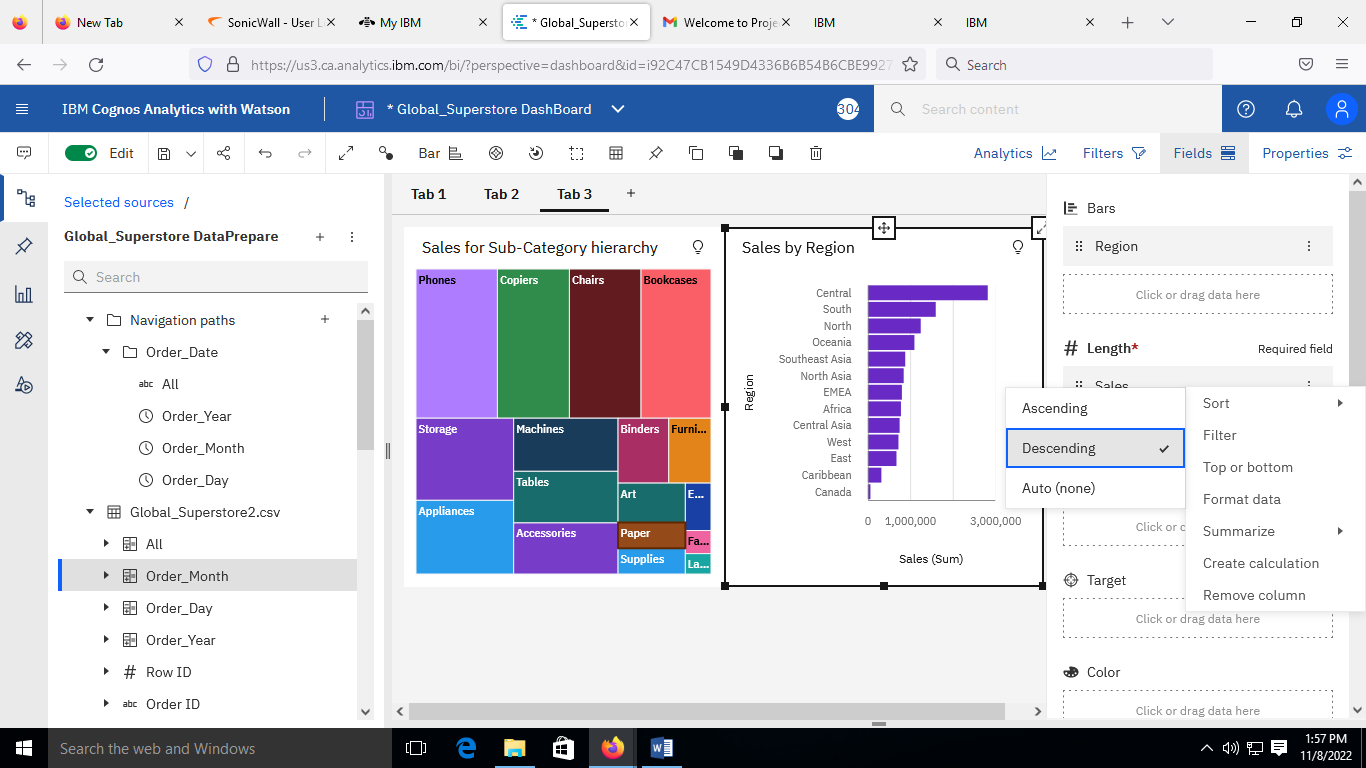 New Tab
SonicWall - User L
My IBM
* Global_Superstor
Welcome to Proje
IBM
IBM
https://us3.ca.analytics.ibm.com/bi/?perspective=dashboard&id=i92C47CB1549D4336B6B54B6CBE9927
Search
IBM Cognos Analytics with Watson
* Global_Superstore DashBoard
304
Search content
Edit
Bar
Analytics
Filters
Fields
Properties
Selected sources /
Global_Superstore DataPrepare
Search
Navigation paths
Order_Date
abc All
Order_Year
Order_Month
Order_Day
Global_Superstore2.csv
All
Order_Month
Order_Day
Order_Year
# Row ID
abc Order ID
Tab 1
Tab 2
Tab 3
Sales for Sub-Category hierarchy
Phones
Copiers
Chairs
Bookcases
Storage
Machines
Binders
Furni...
Tables
Art
E...
Appliances
Accessories
Paper
Fa...
Supplies
La...
Sales by Region
Region
Central
South
North
Oceania
Southeast Asia
North Asia
EMEA
Africa
Central Asia
West
East
Caribbean
Canada
0
1,000,000
3,000,000
Sales (Sum)
Bars
Region
Click or drag data here
# Length*
Required field
Sales
Ascending
Descending
Auto (none)
Sort
Filter
Top or bottom
Format data
Summarize
Create calculation
Remove column
Click or c
Target
Click or drag data here
Color
Click or drag data here
Search the web and Windows
1:57 PM
11/8/2022